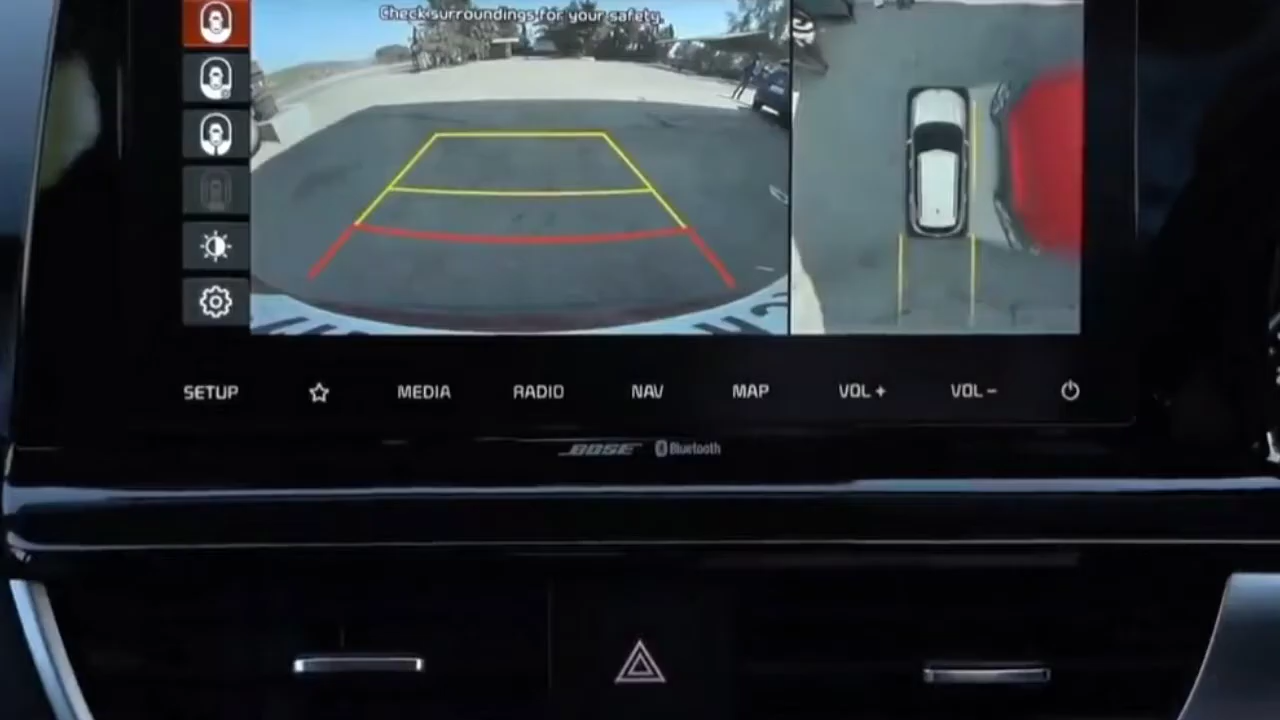 Check surroundings for your safety.
SETUP MEDIA RADIO NAV MAP VOL + VOL -
BOSE Bluetooth